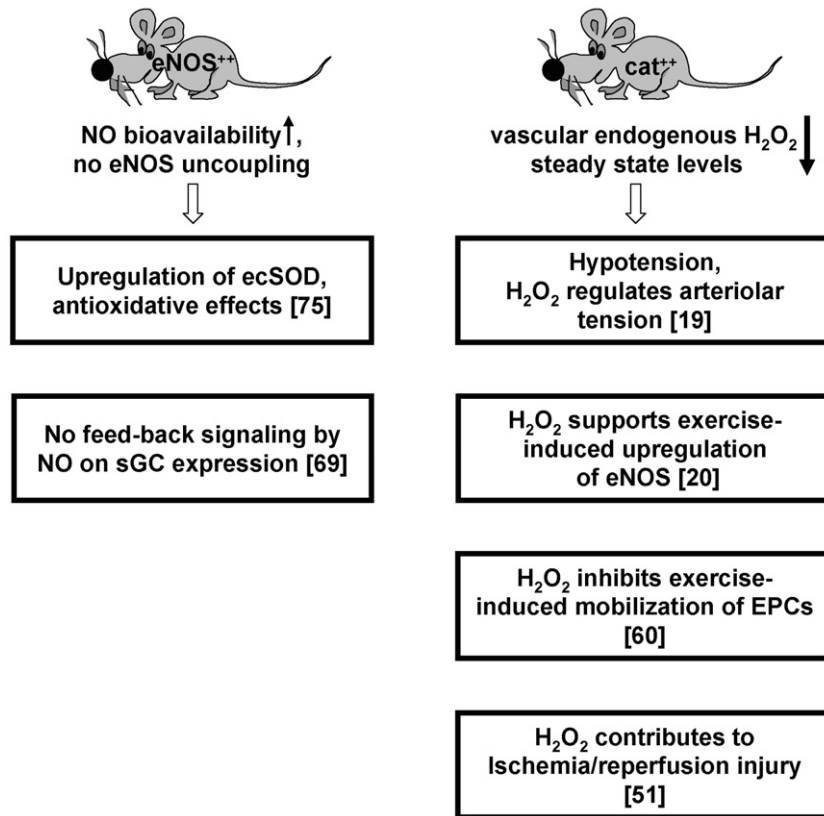 eNOS⁺⁺
NO bioavailability↑,
no eNOS uncoupling
Upregulation of ecSOD,
antioxidative effects [75]
No feed-back signaling by
NO on sGC expression [69]
cat⁺⁺
vascular endogenous H₂O₂↓
steady state levels
Hypotension,
H₂O₂ regulates arteriolar
tension [19]
H₂O₂ supports exercise-
induced upregulation
of eNOS [20]
H₂O₂ inhibits exercise-
induced mobilization of EPCs
[60]
H₂O₂ contributes to
Ischemia/reperfusion injury
[51]